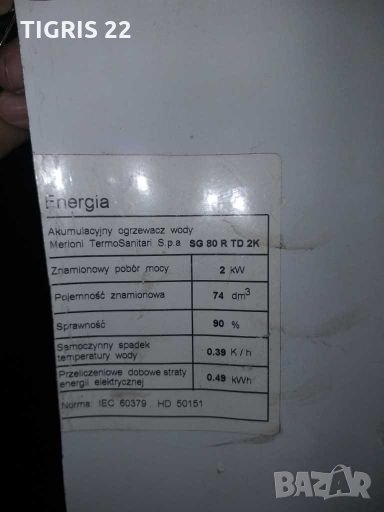 TIGRIS 22
Energia
Akumulacyjny ogrzewacz wody
Merloni TermoSanitari S.p.a SG 80 R TD 2K
Znamionowy pobór mocy 2 kW
Pojemność znamionowa 74 dm³
Sprawność 90 %
Samoczynny spadek
temperatury wody 0.39 K / h
Przeliczeniowe dobowe straty
energii elektrycznej 0.49 kWh
Norma: IEC 60379 HD 50151
BAZAR